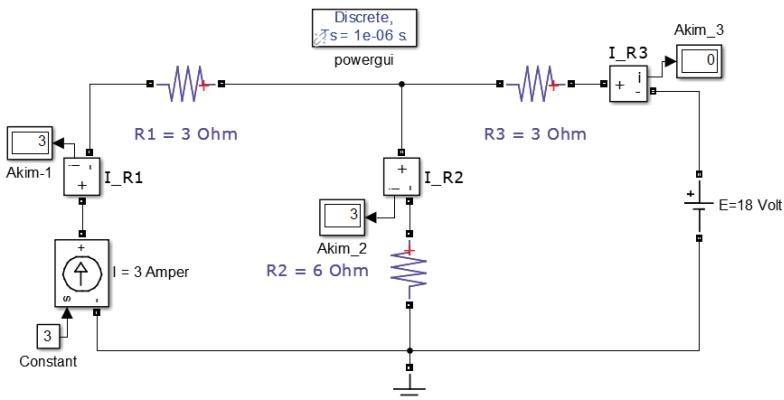 Discrete,
Ts = 1e-06 s.
powergui
Akim_3
I_R3
0
+ i -
R1 = 3 Ohm
R3 = 3 Ohm
3
Akim-1
i -
+
I_R1
+
i -
I_R2
3
Akim_2
+
E=18 Volt
R2 = 6 Ohm
+
I = 3 Amper
s -
3
Constant